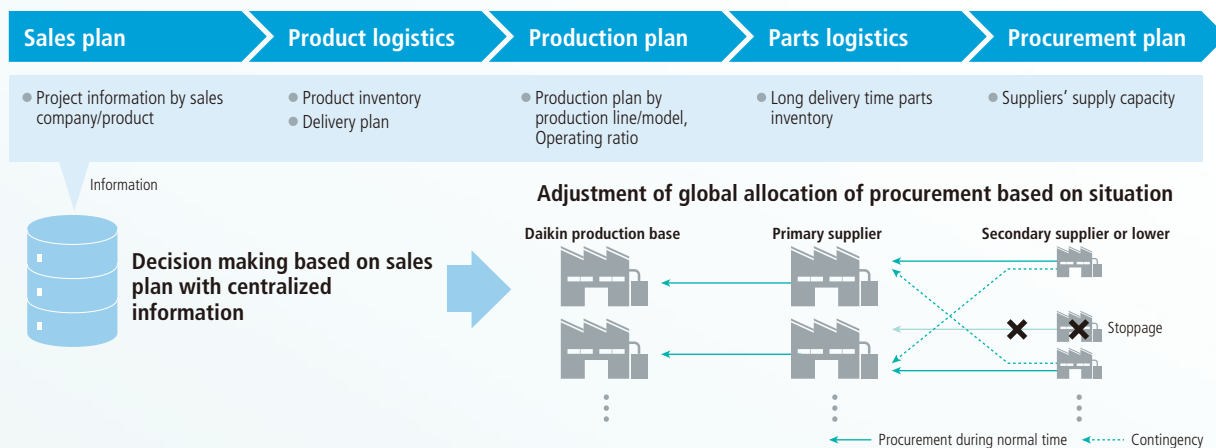 Sales plan
Product logistics
Production plan
Parts logistics
Procurement plan
Project information by sales
company/product
Product inventory
Delivery plan
Production plan by
production line/model,
Operating ratio
Long delivery time parts
inventory
Suppliers’ supply capacity
Information
Decision making based on sales
plan with centralized
information
Adjustment of global allocation of procurement based on situation
Daikin production base
Primary supplier
Secondary supplier or lower
Stoppage
Procurement during normal time
Contingency